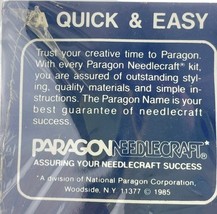 A QUICK & EASY
Trust your creative time to Paragon.
With every Paragon Needlecraft® kit,
you are assured of outstanding styl-
ing, quality materials and simple in-
structions. The Paragon Name is your
best guarantee of needlecraft
success.
PARAGON NEEDLECRAFT®*
ASSURING YOUR NEEDLECRAFT SUCCESS
*A division of National Paragon Corporation,
Woodside, N.Y. 11377 © 1985